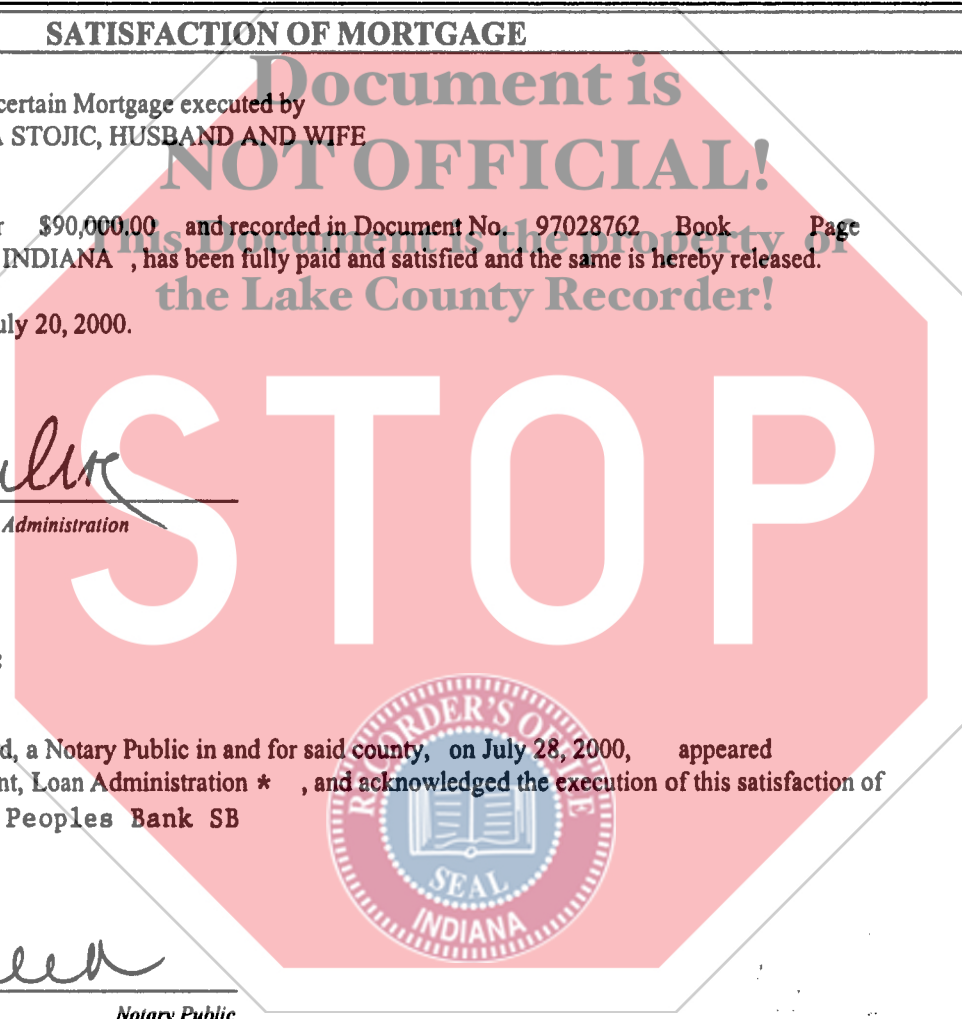 SATISFACTION OF MORTGAGE
Document is
certain Mortgage executed by
A STOJIC, HUSBAND AND WIFE
NOT OFFICIAL!
$90,000.00 and recorded in Document No. 97028762 Book Page
This Document is the property of
INDIANA , has been fully paid and satisfied and the same is hereby released.
the Lake County Recorder!
uly 20, 2000.
STOP
Administration
RECORDER'S OFFICE
d, a Notary Public in and for said county, on July 28, 2000, appeared
nt, Loan Administration * , and acknowledged the execution of this satisfaction of
Peoples Bank SB
SEAL
INDIANA
Notary Public